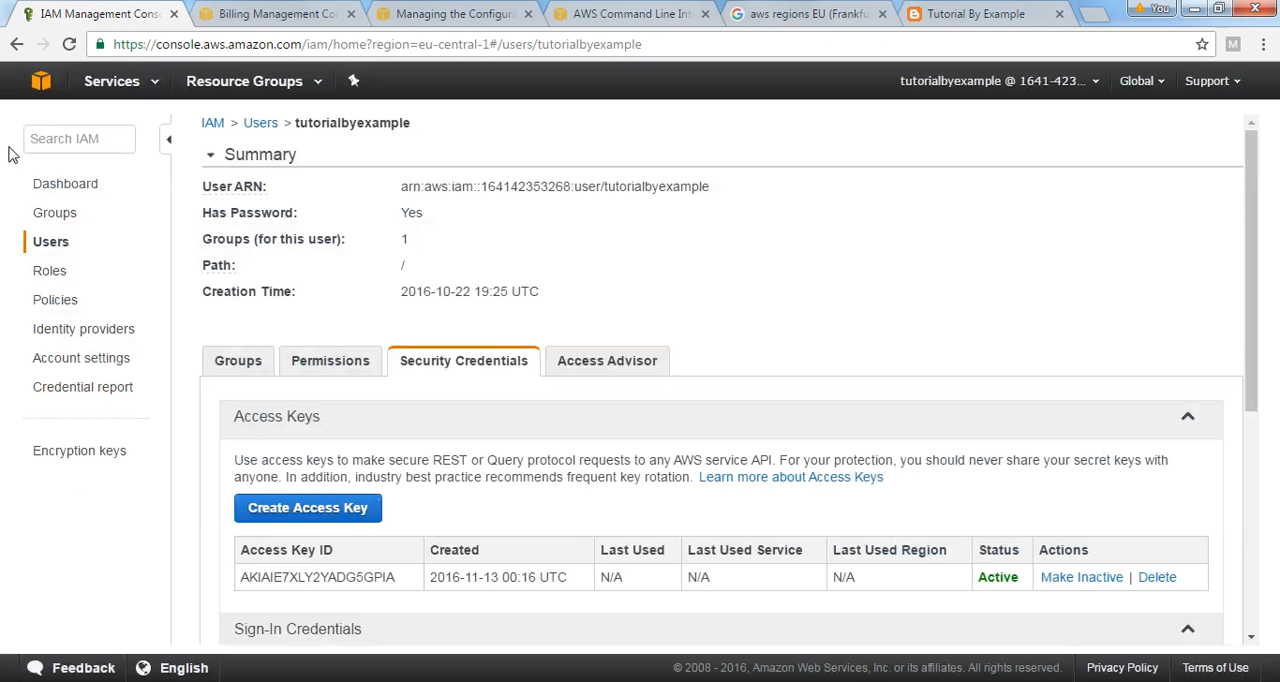 IAM Management Conso
Billing Management Co
Managing the Configura
AWS Command Line Int
aws regions EU (Frankfu
Tutorial By Example
You
https://console.aws.amazon.com/iam/home?region=eu-central-1#/users/tutorialbyexample
M
Services
Resource Groups
tutorialbyexample @ 1641-423...
Global
Support
Search IAM
Dashboard
Groups
Users
Roles
Policies
Identity providers
Account settings
Credential report
Encryption keys
IAM > Users > tutorialbyexample
Summary
User ARN: arn:aws:iam::164142353268:user/tutorialbyexample
Has Password: Yes
Groups (for this user): 1
Path: /
Creation Time: 2016-10-22 19:25 UTC
Groups
Permissions
Security Credentials
Access Advisor
Access Keys
Use access keys to make secure REST or Query protocol requests to any AWS service API. For your protection, you should never share your secret keys with
anyone. In addition, industry best practice recommends frequent key rotation. Learn more about Access Keys
Create Access Key
Access Key ID Created Last Used Last Used Service Last Used Region Status Actions
AKIAIE7XLY2YADG5GPIA 2016-11-13 00:16 UTC N/A N/A N/A Active Make Inactive | Delete
Sign-In Credentials
Feedback
English
© 2008 - 2016, Amazon Web Services, Inc. or its affiliates. All rights reserved.
Privacy Policy
Terms of Use